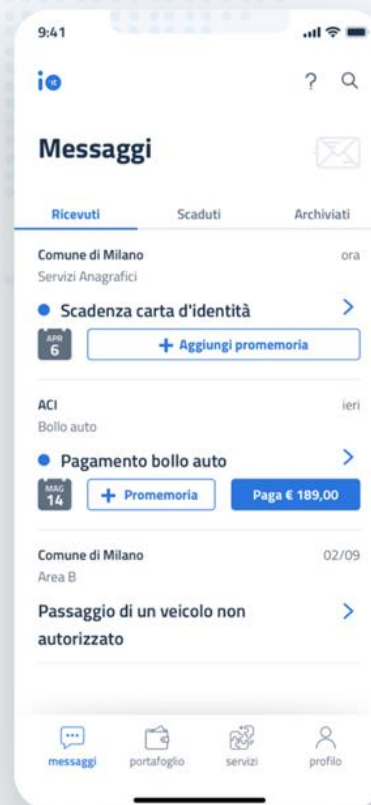 9:41
io
?
Messaggi
Ricevuti Scaduti Archiviati
Comune di Milano ora
Servizi Anagrafici
Scadenza carta d'identità
APR
6
+ Aggiungi promemoria
ACI ieri
Bollo auto
Pagamento bollo auto
MAG
14
+ Promemoria
Paga € 189,00
Comune di Milano 02/09
Area B
Passaggio di un veicolo non
autorizzato
messaggi portafoglio servizi profilo